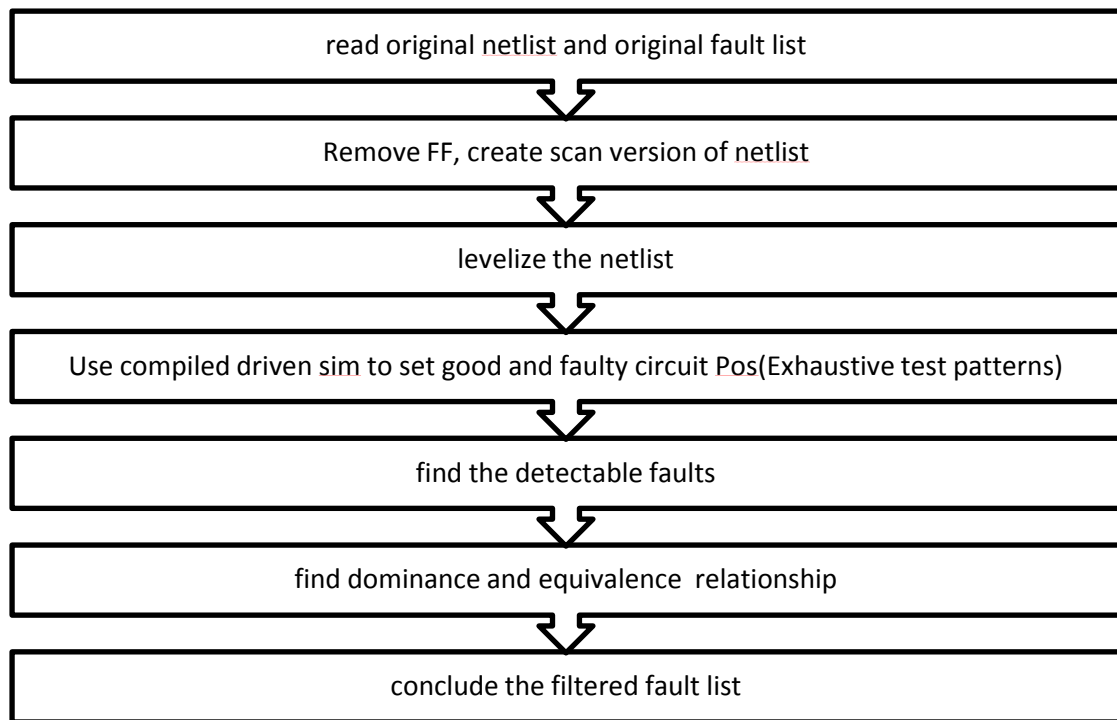 read original netlist and original fault list
Remove FF, create scan version of netlist
levelize the netlist
Use compiled driven sim to set good and faulty circuit Pos(Exhaustive test patterns)
find the detectable faults
find dominance and equivalence relationship
conclude the filtered fault list